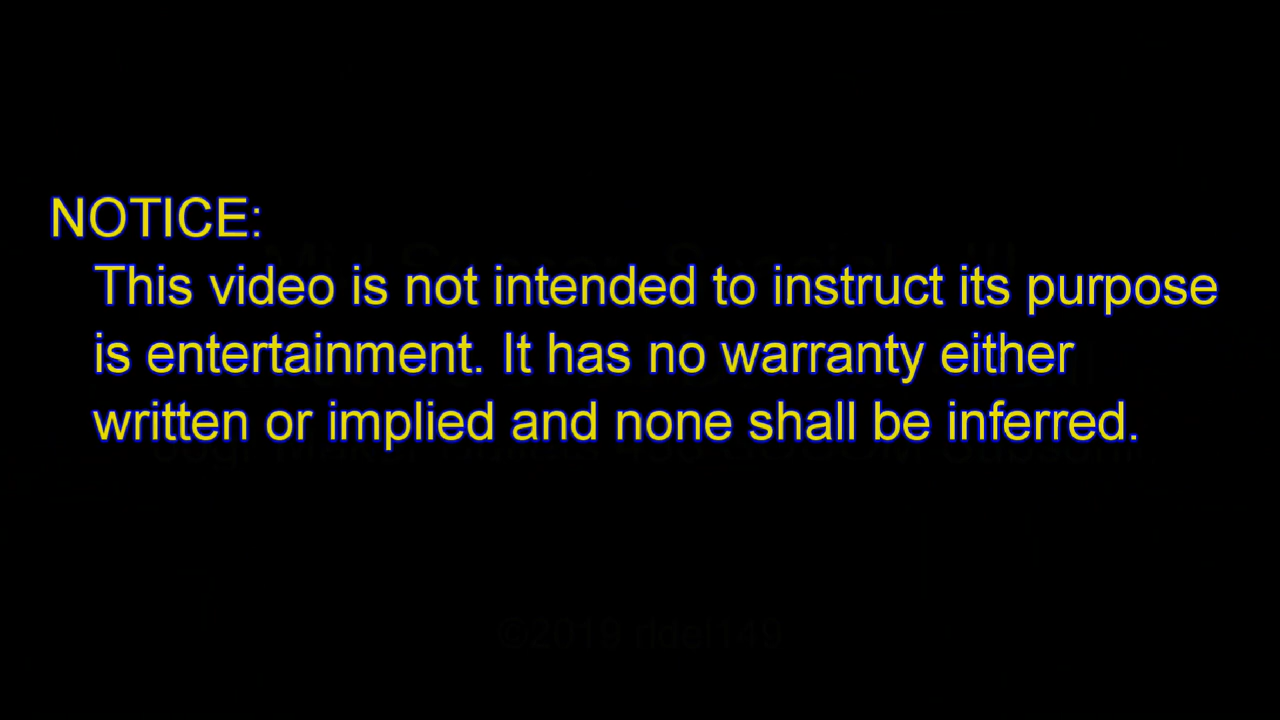 NOTICE:
This video is not intended to instruct its purpose
is entertainment. It has no warranty either
written or implied and none shall be inferred.
©2019